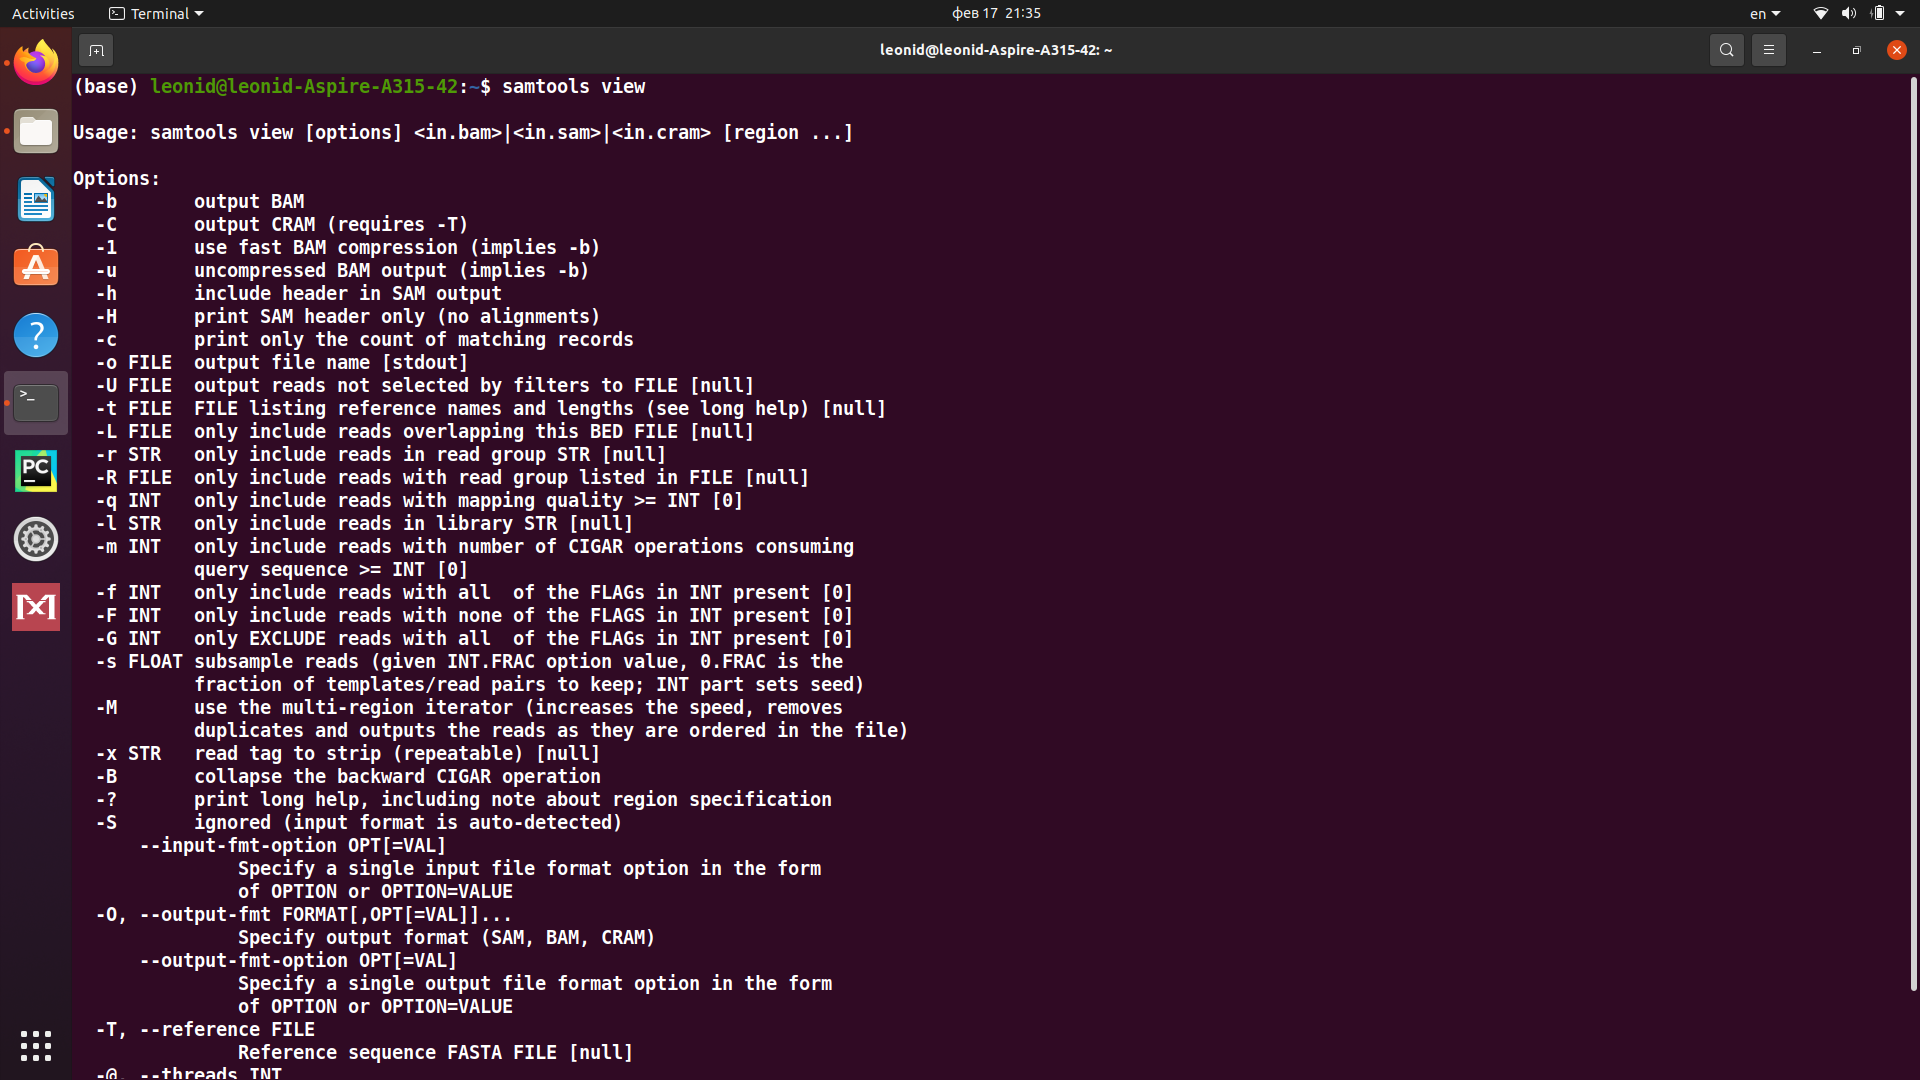 Activities
Terminal
фев 17 21:35
en
leonid@leonid-Aspire-A315-42: ~
(base) leonid@leonid-Aspire-A315-42:~$ samtools view
Usage: samtools view [options] <in.bam>|<in.sam>|<in.cram> [region ...]
Options:
-b output BAM
-C output CRAM (requires -T)
-1 use fast BAM compression (implies -b)
-u uncompressed BAM output (implies -b)
-h include header in SAM output
-H print SAM header only (no alignments)
-c print only the count of matching records
-o FILE output file name [stdout]
-U FILE output reads not selected by filters to FILE [null]
-t FILE FILE listing reference names and lengths (see long help) [null]
-L FILE only include reads overlapping this BED FILE [null]
-r STR only include reads in read group STR [null]
-R FILE only include reads with read group listed in FILE [null]
-q INT only include reads with mapping quality >= INT [0]
-l STR only include reads in library STR [null]
-m INT only include reads with number of CIGAR operations consuming
query sequence >= INT [0]
-f INT only include reads with all of the FLAGs in INT present [0]
-F INT only include reads with none of the FLAGS in INT present [0]
-G INT only EXCLUDE reads with all of the FLAGs in INT present [0]
-s FLOAT subsample reads (given INT.FRAC option value, 0.FRAC is the
fraction of templates/read pairs to keep; INT part sets seed)
-M use the multi-region iterator (increases the speed, removes
duplicates and outputs the reads as they are ordered in the file)
-x STR read tag to strip (repeatable) [null]
-B collapse the backward CIGAR operation
-? print long help, including note about region specification
-S ignored (input format is auto-detected)
--input-fmt-option OPT[=VAL]
Specify a single input file format option in the form
of OPTION or OPTION=VALUE
-O, --output-fmt FORMAT[,OPT[=VAL]]...
Specify output format (SAM, BAM, CRAM)
--output-fmt-option OPT[=VAL]
Specify a single output file format option in the form
of OPTION or OPTION=VALUE
-T, --reference FILE
Reference sequence FASTA FILE [null]
-@, --threads INT
>_
PC